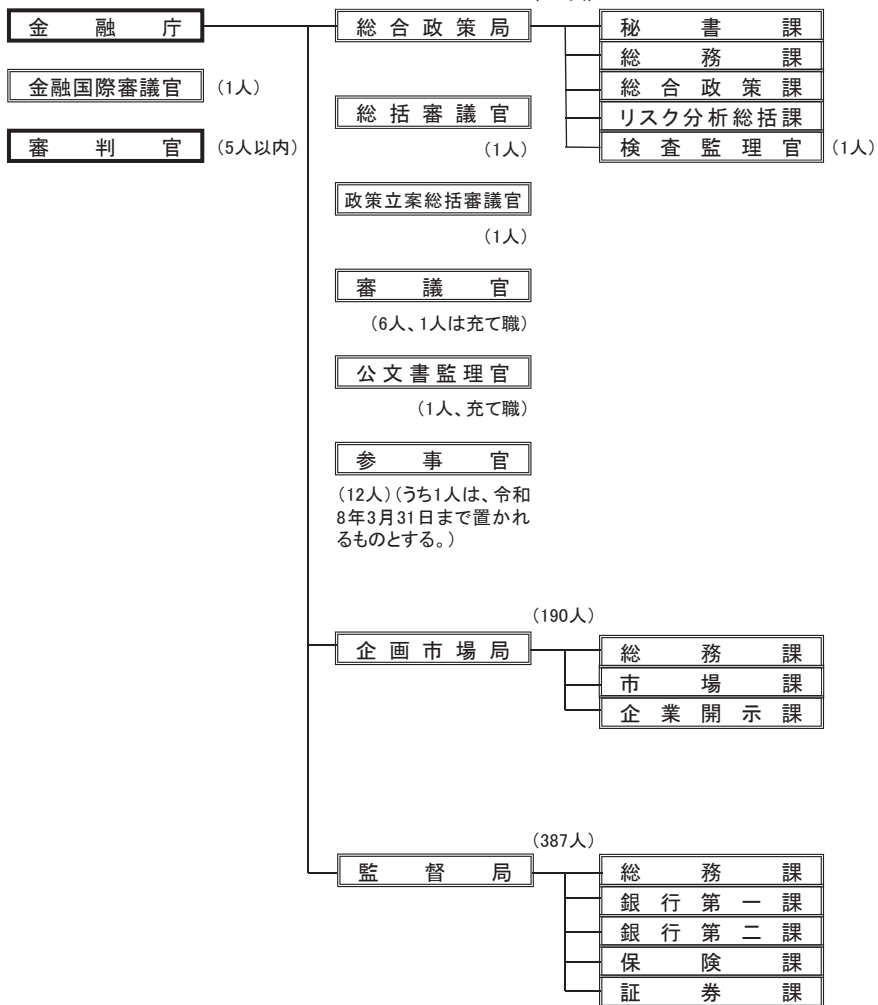 金融庁
金融国際審議官 (1人)
審判官 (5人以内)
総合政策局
秘書課
総務課
総合政策課
リスク分析総括課
検査監理官 (1人)
総括審議官
(1人)
政策立案総括審議官
(1人)
審議官
(6人、1人は充て職)
公文書監理官
(1人、充て職)
参事官
(12人)(うち1人は、令和
8年3月31日まで置かれ
るものとする。)
(190人)
企画市場局
総務課
市場課
企業開示課
(387人)
監督局
総務課
銀行第一課
銀行第二課
保険課
証券課